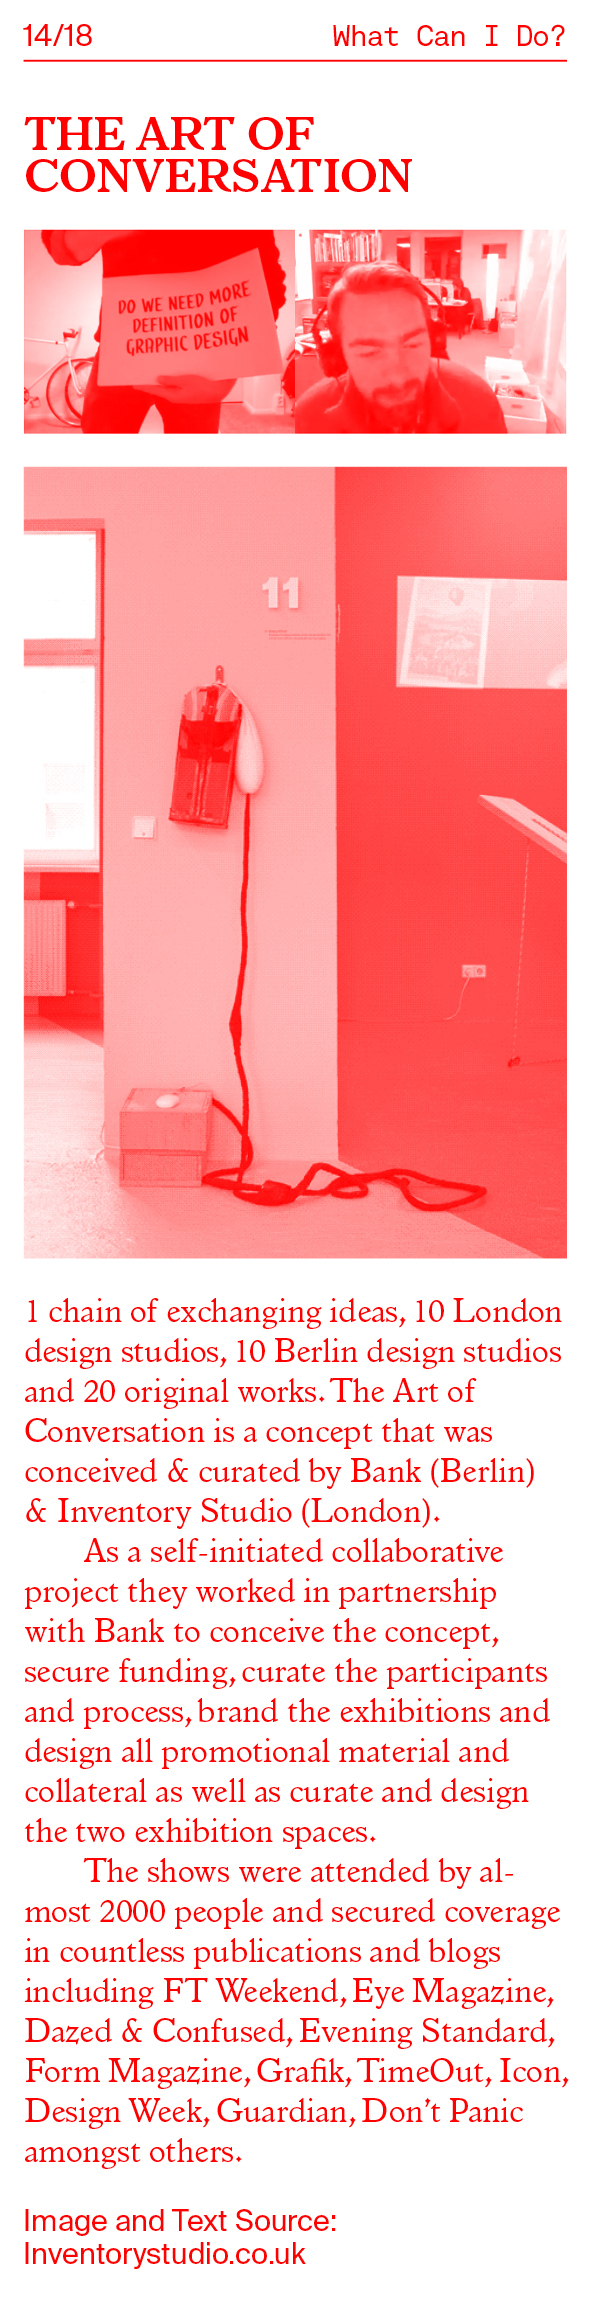 14/18
What Can I Do?
THE ART OF
CONVERSATION
DO WE NEED MORE
DEFINITION OF
GRAPHIC DESIGN
11
1 chain of exchanging ideas, 10 London
design studios, 10 Berlin design studios
and 20 original works. The Art of
Conversation is a concept that was
conceived & curated by Bank (Berlin)
& Inventory Studio (London).
As a self-initiated collaborative
project they worked in partnership
with Bank to conceive the concept,
secure funding, curate the participants
and process, brand the exhibitions and
design all promotional material and
collateral as well as curate and design
the two exhibition spaces.
The shows were attended by al-
most 2000 people and secured coverage
in countless publications and blogs
including FT Weekend, Eye Magazine,
Dazed & Confused, Evening Standard,
Form Magazine, Grafik, TimeOut, Icon,
Design Week, Guardian, Don’t Panic
amongst others.
Image and Text Source:
Inventorystudio.co.uk